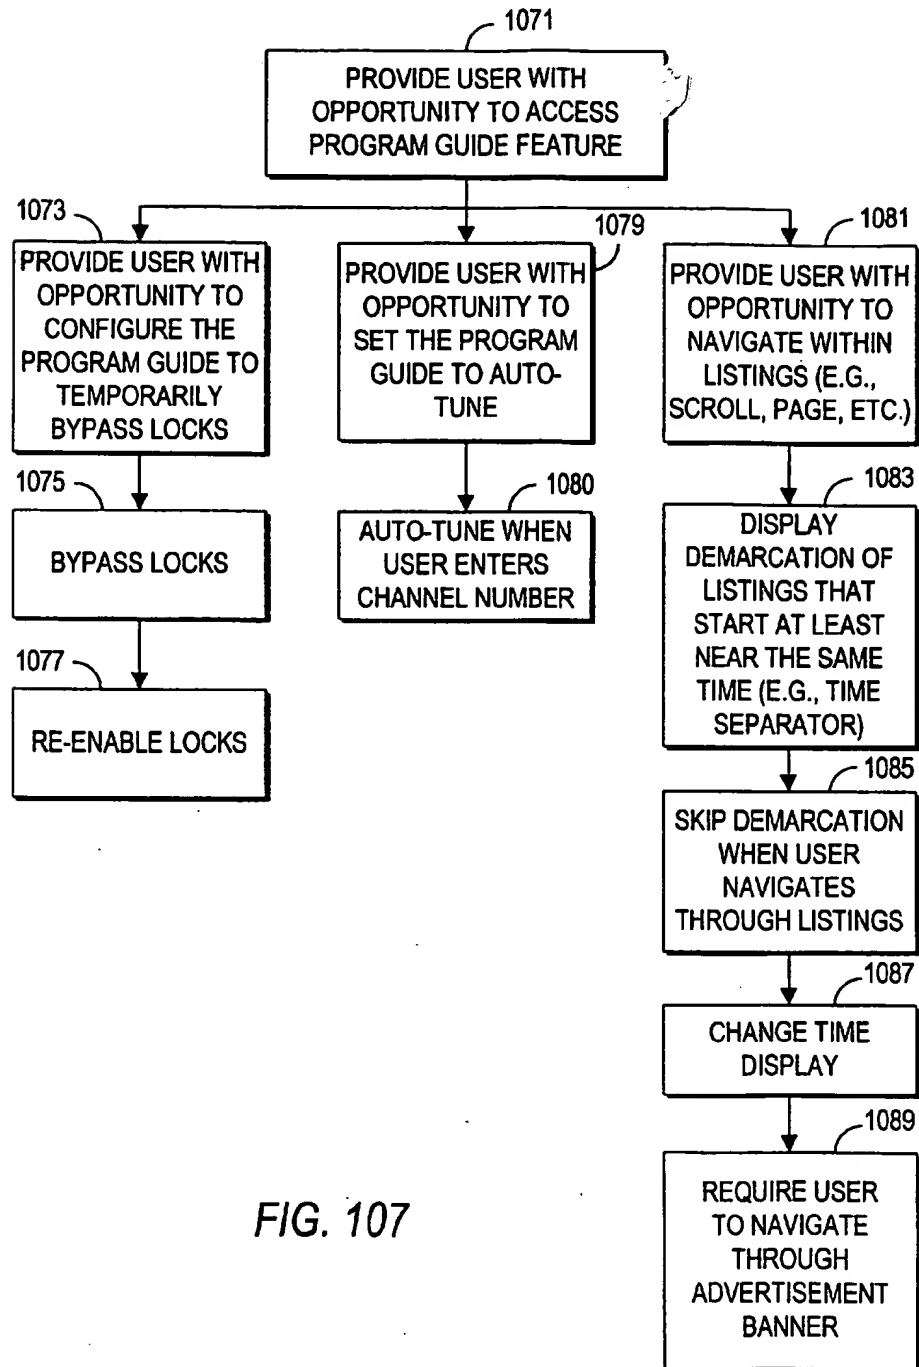 1071
PROVIDE USER WITH
OPPORTUNITY TO ACCESS
PROGRAM GUIDE FEATURE
1073
PROVIDE USER WITH
OPPORTUNITY TO
CONFIGURE THE
PROGRAM GUIDE TO
TEMPORARILY
BYPASS LOCKS
1075
BYPASS LOCKS
1077
RE-ENABLE LOCKS
1079
PROVIDE USER WITH
OPPORTUNITY TO
SET THE PROGRAM
GUIDE TO AUTO-
TUNE
1080
AUTO-TUNE WHEN
USER ENTERS
CHANNEL NUMBER
1081
PROVIDE USER WITH
OPPORTUNITY TO
NAVIGATE WITHIN
LISTINGS (E.G.,
SCROLL, PAGE, ETC.)
1083
DISPLAY
DEMARCATION OF
LISTINGS THAT
START AT LEAST
NEAR THE SAME
TIME (E.G., TIME
SEPARATOR)
1085
SKIP DEMARCATION
WHEN USER
NAVIGATES
THROUGH LISTINGS
1087
CHANGE TIME
DISPLAY
1089
REQUIRE USER
TO NAVIGATE
THROUGH
ADVERTISEMENT
BANNER
FIG. 107